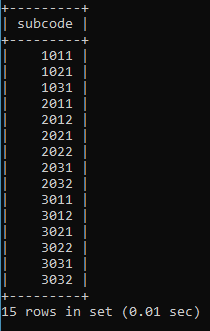 +---------+
| subcode |
+---------+
|    1011 |
|    1021 |
|    1031 |
|    2011 |
|    2012 |
|    2021 |
|    2022 |
|    2031 |
|    2032 |
|    3011 |
|    3012 |
|    3021 |
|    3022 |
|    3031 |
|    3032 |
+---------+
15 rows in set (0.01 sec)